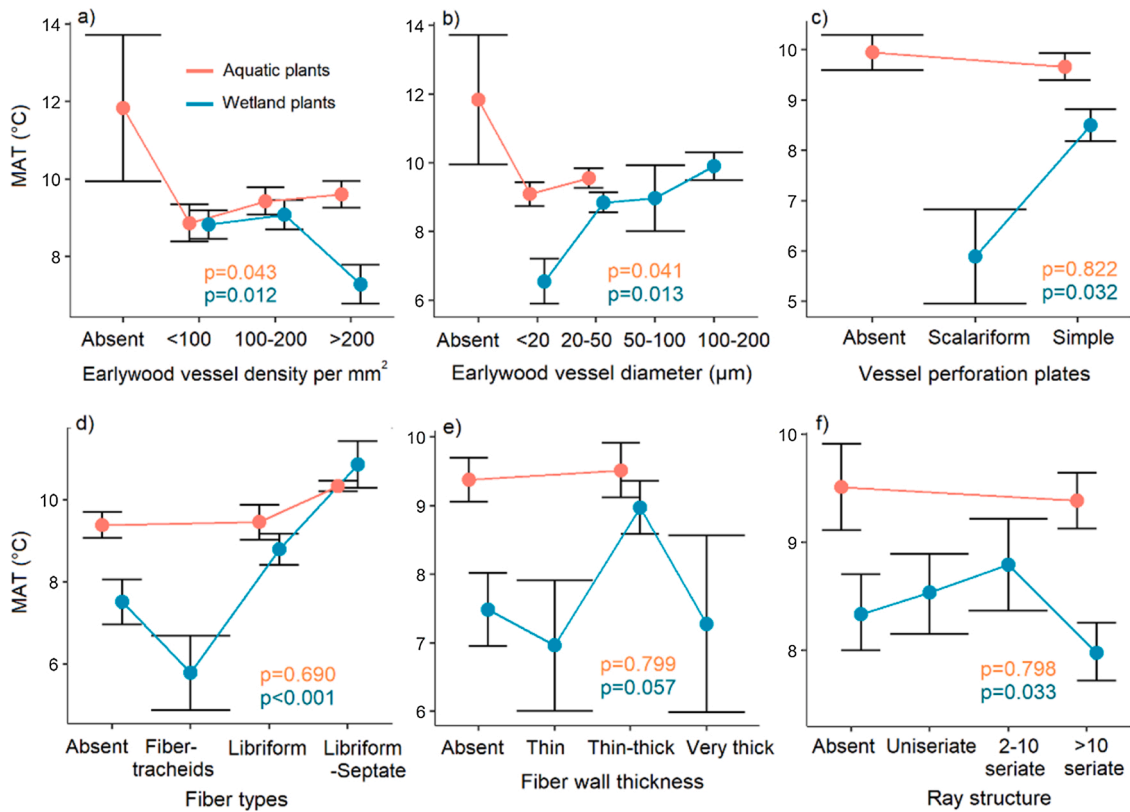 a)
14
12
10
8
MAT (°C)
Aquatic plants
Wetland plants
p=0.043
p=0.012
Absent <100 100-200 >200
Earlywood vessel density per mm²
b)
14
12
10
8
6
p=0.041
p=0.013
Absent <20 20-50 50-100 100-200
Earlywood vessel diameter (μm)
c)
10
9
8
7
6
5
p=0.822
p=0.032
Absent Scalariform Simple
Vessel perforation plates
d)
10
8
6
MAT (°C)
p=0.690
p<0.001
Absent Fiber- Libriform Libriform
tracheids -Septate
Fiber types
e)
10
9
8
7
6
p=0.799
p=0.057
Absent Thin Thin-thick Very thick
Fiber wall thickness
f)
10
9
8
p=0.798
p=0.033
Absent Uniseriate 2-10 >10
seriate seriate
Ray structure